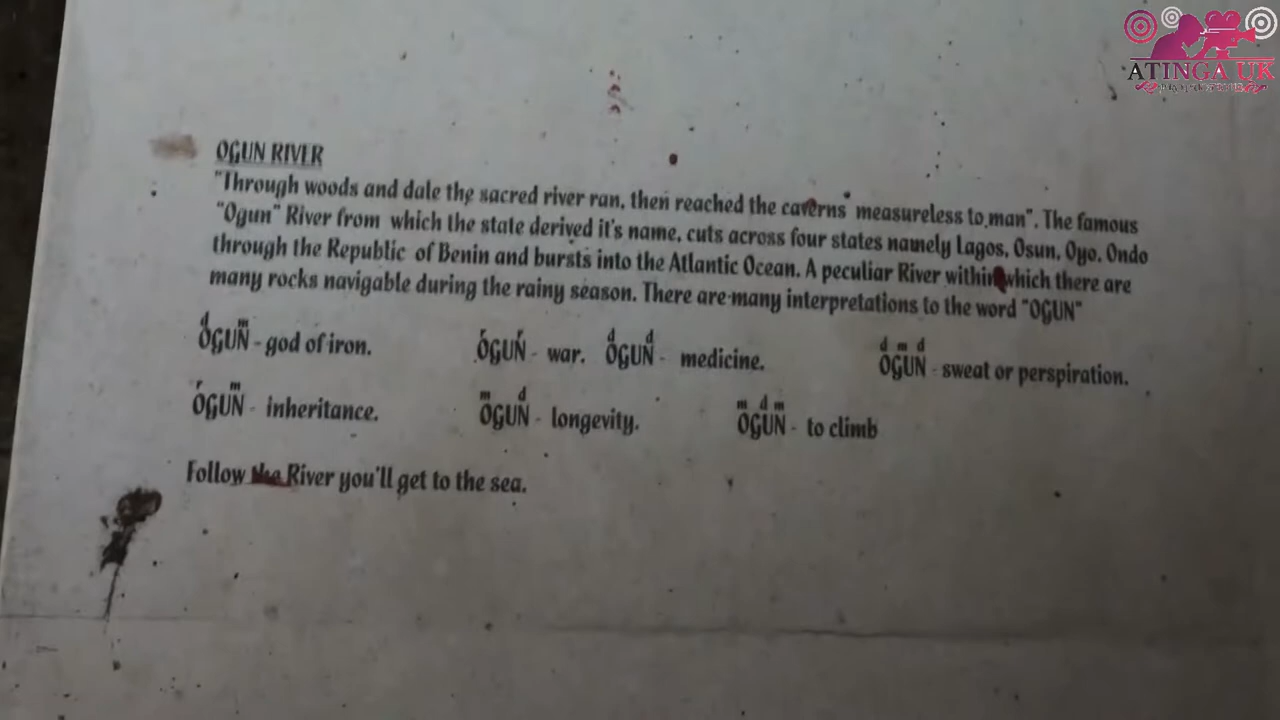 ATINGA UK
OGUN RIVER
"Through woods and dale the sacred river ran, then reached the caverns measureless to man". The famous
"Ogun" River from which the state derived it's name, cuts across four states namely Lagos, Osun, Oyo, Ondo
through the Republic of Benin and bursts into the Atlantic Ocean. A peculiar River within which there are
many rocks navigable during the rainy season. There are many interpretations to the word "OGUN"
d m r r d d d m d
OGUN - god of iron. OGUN - war. OGUN - medicine. OGUN - sweat or perspiration.
r m m d m d m
OGUN - inheritance. OGUN - longevity. OGUN - to climb
Follow the River you'll get to the sea.